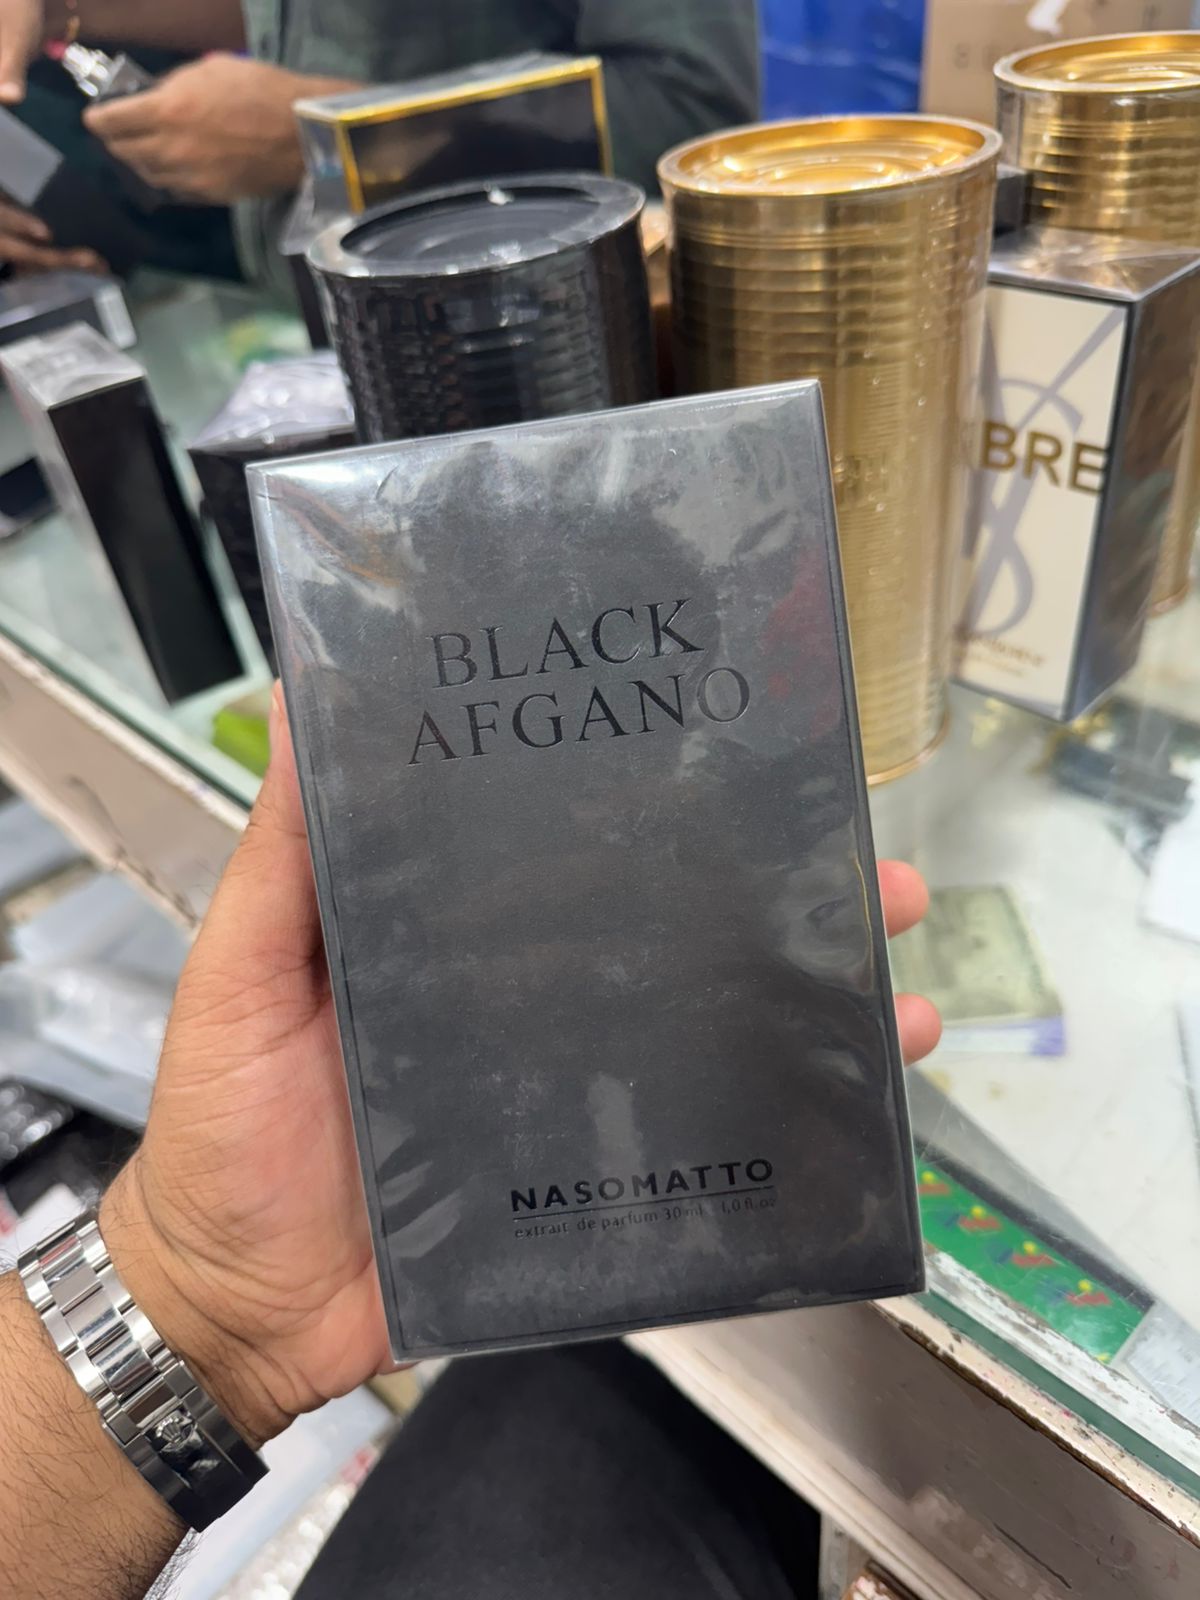 BLACK
AFGANO
NASOMATTO
extrait de parfum 30 ml 1,0 fl.oz
BRE